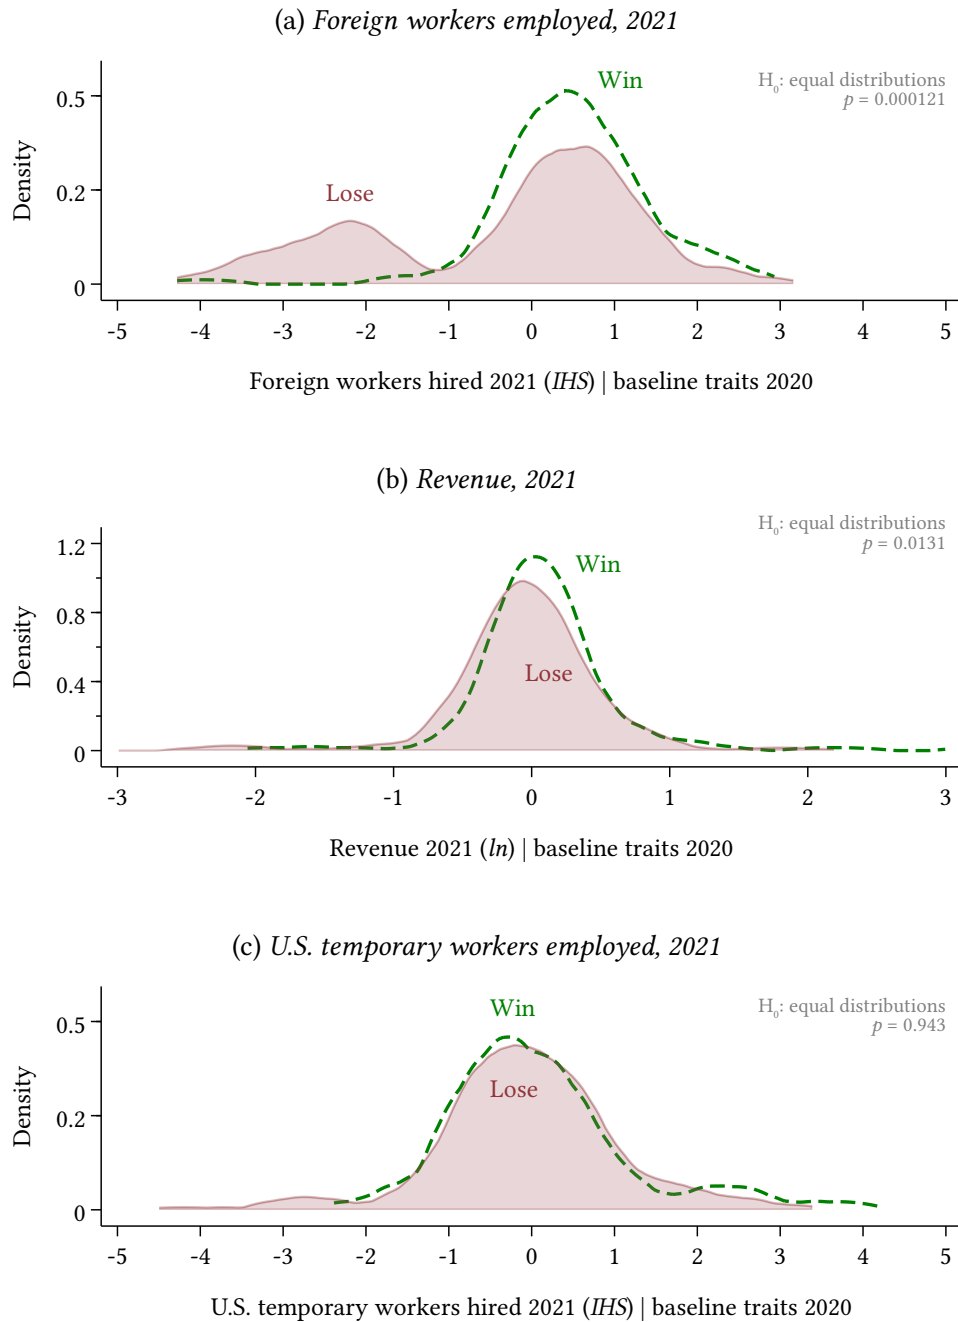 (a) Foreign workers employed, 2021
H0: equal distributions
p = 0.000121
Win
Lose
Density
0.5
0.2
0
-5 -4 -3 -2 -1 0 1 2 3 4 5
Foreign workers hired 2021 (IHS) | baseline traits 2020
(b) Revenue, 2021
H0: equal distributions
p = 0.0131
Win
Lose
Density
1.2
0.8
0.4
0
-3 -2 -1 0 1 2 3
Revenue 2021 (ln) | baseline traits 2020
(c) U.S. temporary workers employed, 2021
H0: equal distributions
p = 0.943
Win
Lose
Density
0.5
0.2
0
-5 -4 -3 -2 -1 0 1 2 3 4 5
U.S. temporary workers hired 2021 (IHS) | baseline traits 2020